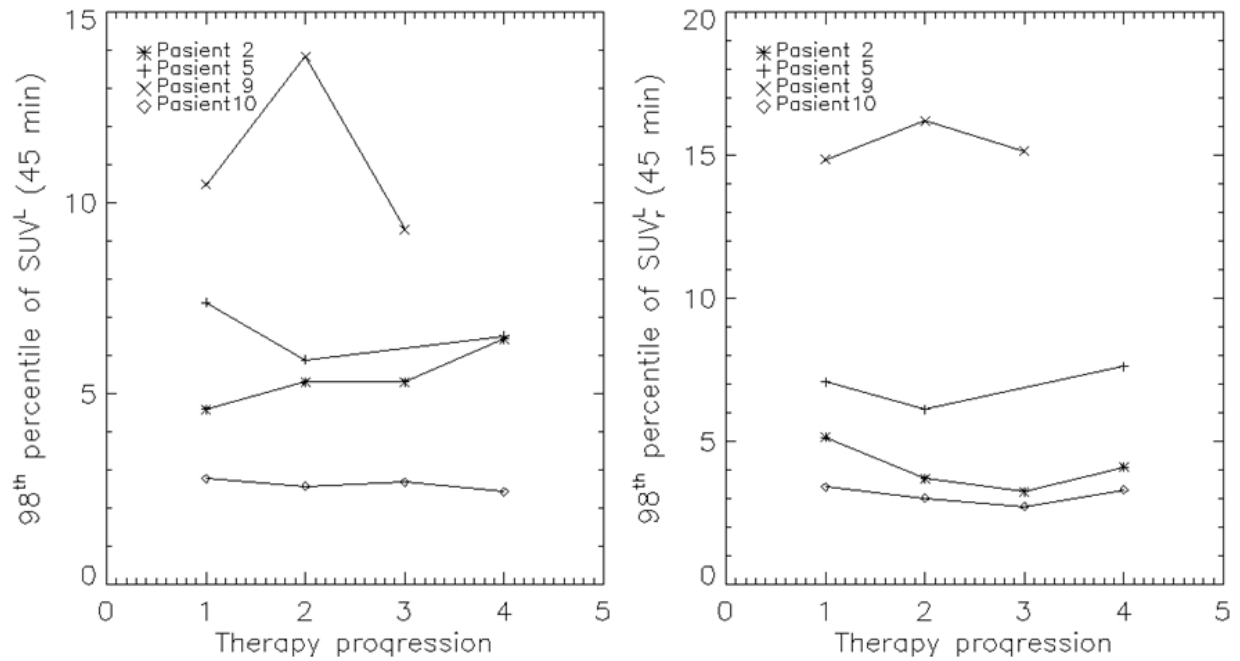 15
10
5
0
98th percentile of SUV^L (45 min)
Pasient 2
Pasient 5
Pasient 9
Pasient10
0 1 2 3 4 5
Therapy progression
20
15
10
5
0
98th percentile of SUV_r^L (45 min)
Pasient 2
Pasient 5
Pasient 9
Pasient10
0 1 2 3 4 5
Therapy progression